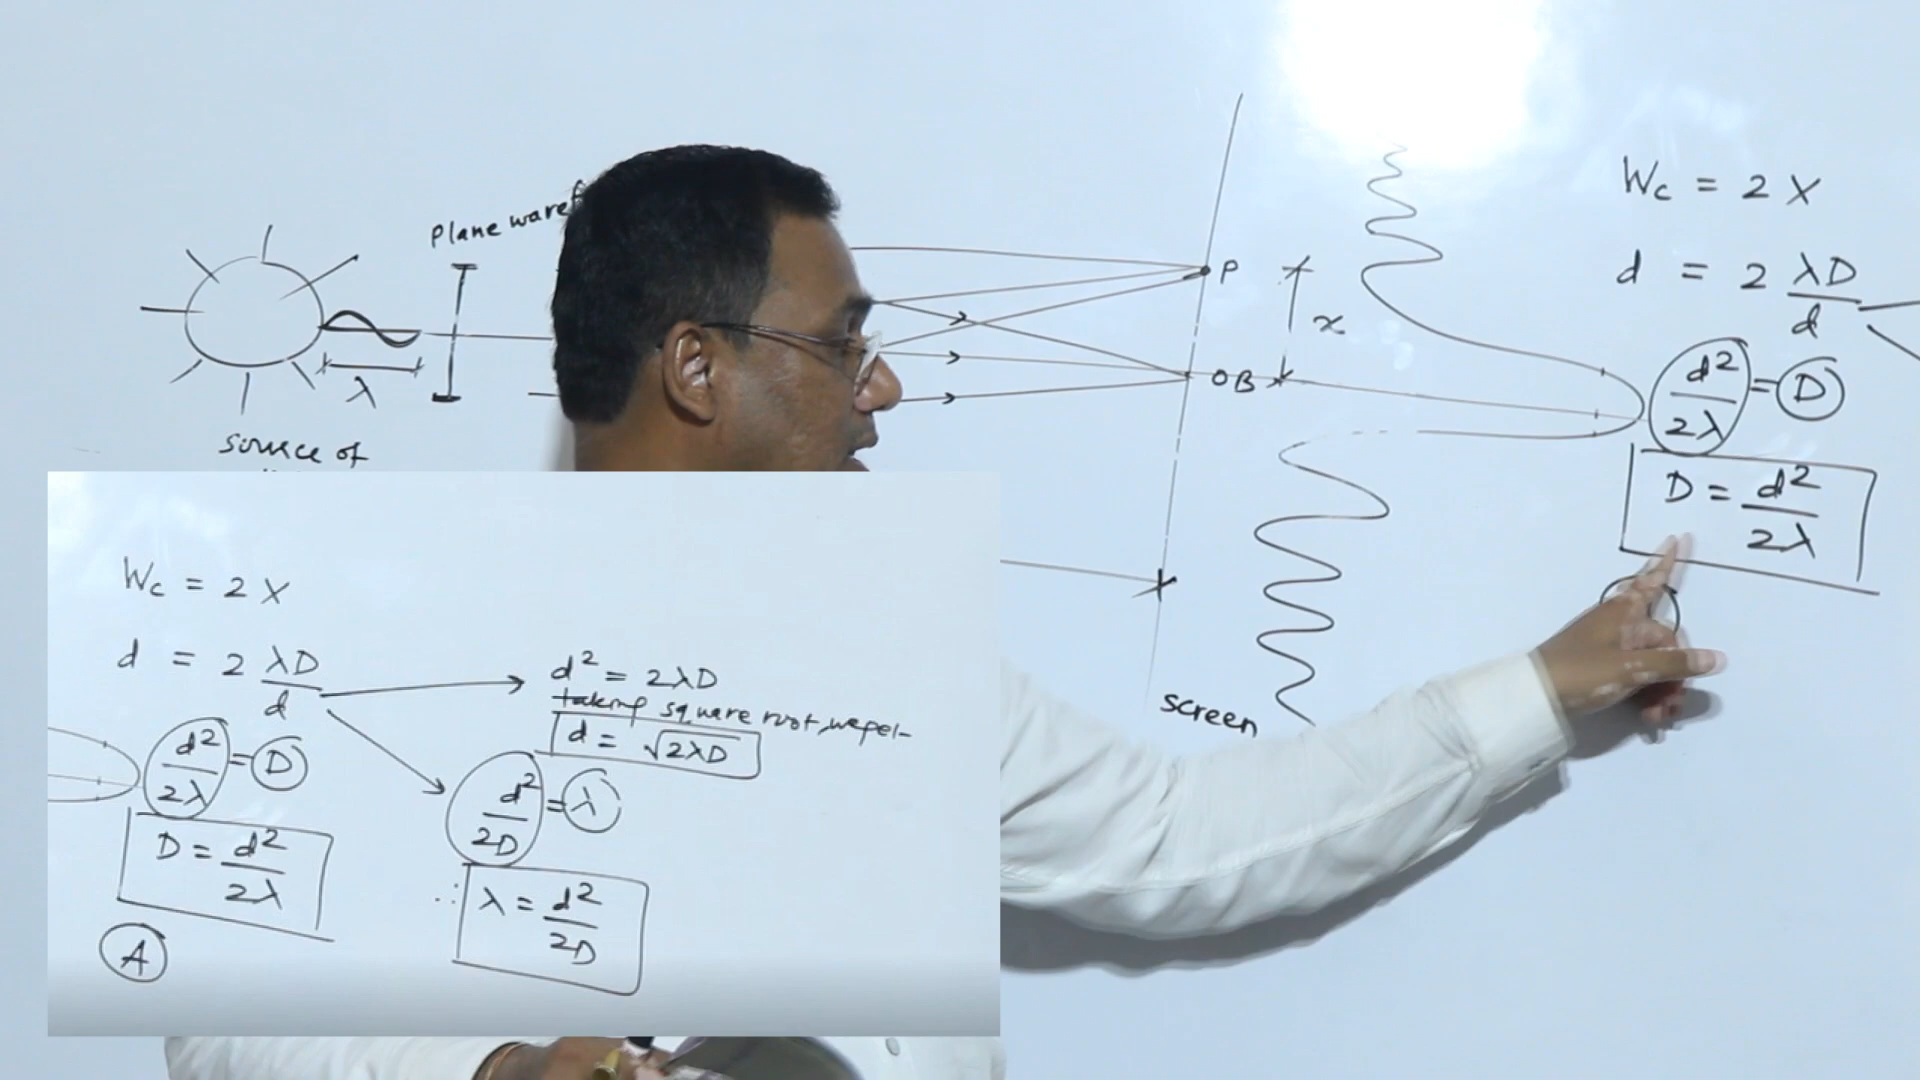 Plane
λ
source of
P
x
OB
screen
Wc = 2X
d = 2 λD/d
d²/2λ = D
D = d²/2λ
Wc = 2X
d = 2 λD/d
d² = 2λD
taking square root, we get
d = √2λD
d²/2λ = D
D = d²/2λ
A
d²/2D = λ
∴ λ = d²/2D